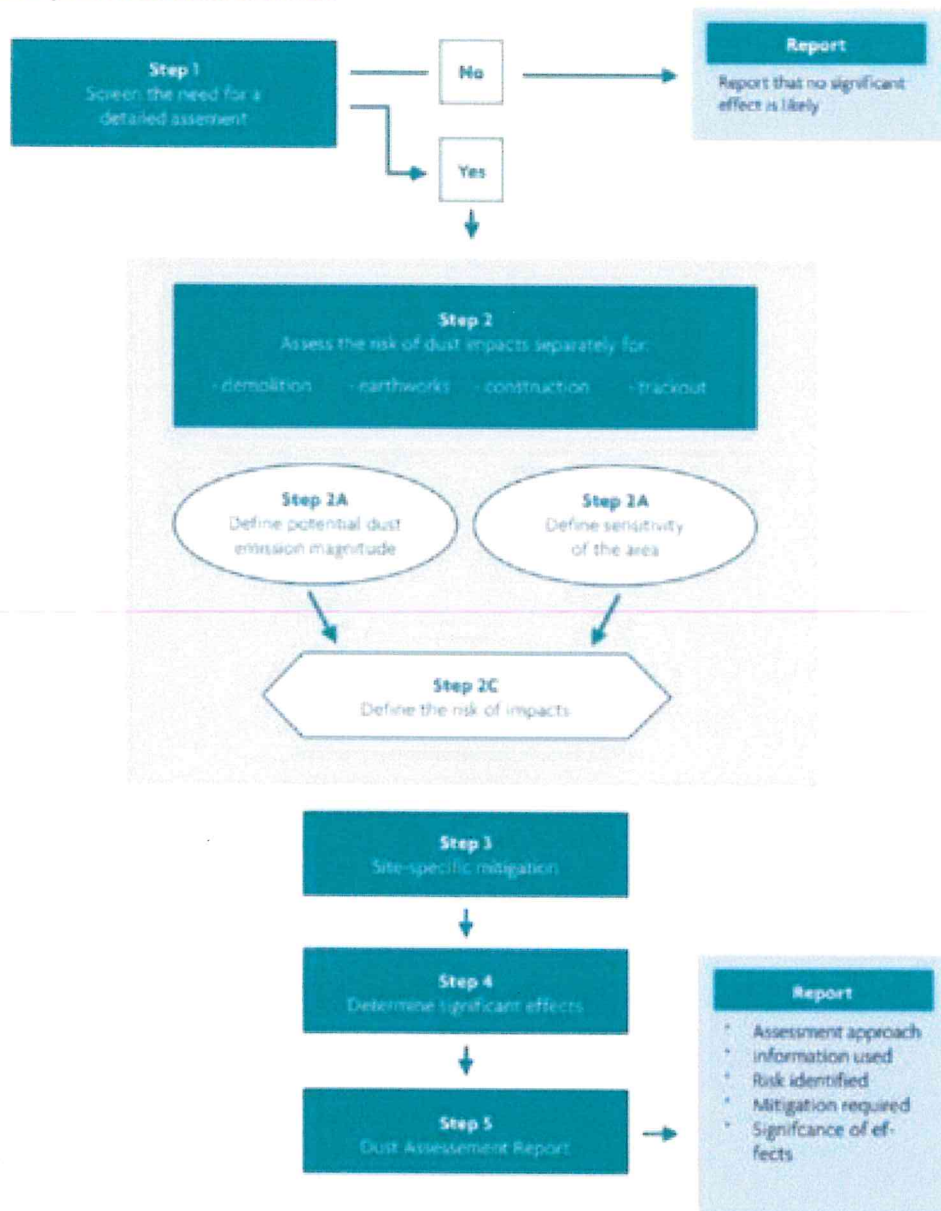 Step 1
Screen the need for a
detailed assement
No
Yes
Report
Report that no significant
effect is likely
Step 2
Assess the risk of dust impacts separately for:
- demolition - earthworks - construction - trackout
Step 2A
Define potential dust
emission magnitude
Step 2A
Define sensitivity
of the area
Step 2C
Define the risk of impacts
Step 3
Site-specific mitigation
Step 4
Determine significant effects
Step 5
Dust Assessement Report
Report
* Assessment approach
* information used
* Risk identified
* Mitigation required
* Signifcance of ef-
fects